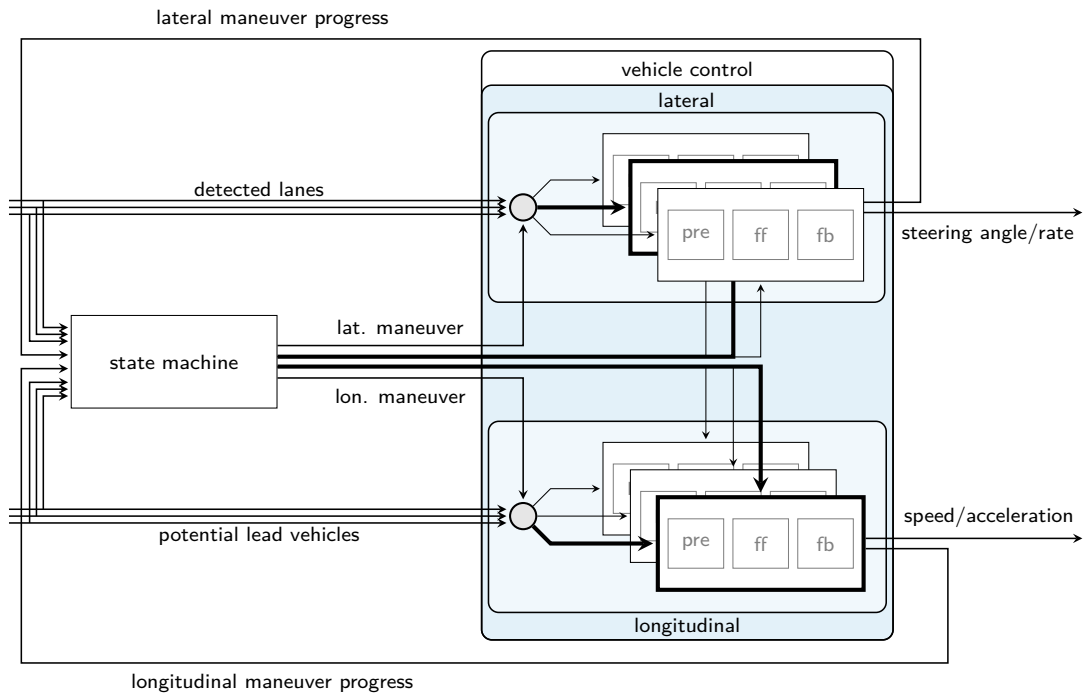 lateral maneuver progress
vehicle control
lateral
detected lanes
pre ff fb
steering angle/rate
lat. maneuver
state machine
lon. maneuver
speed/acceleration
potential lead vehicles
pre ff fb
longitudinal
longitudinal maneuver progress